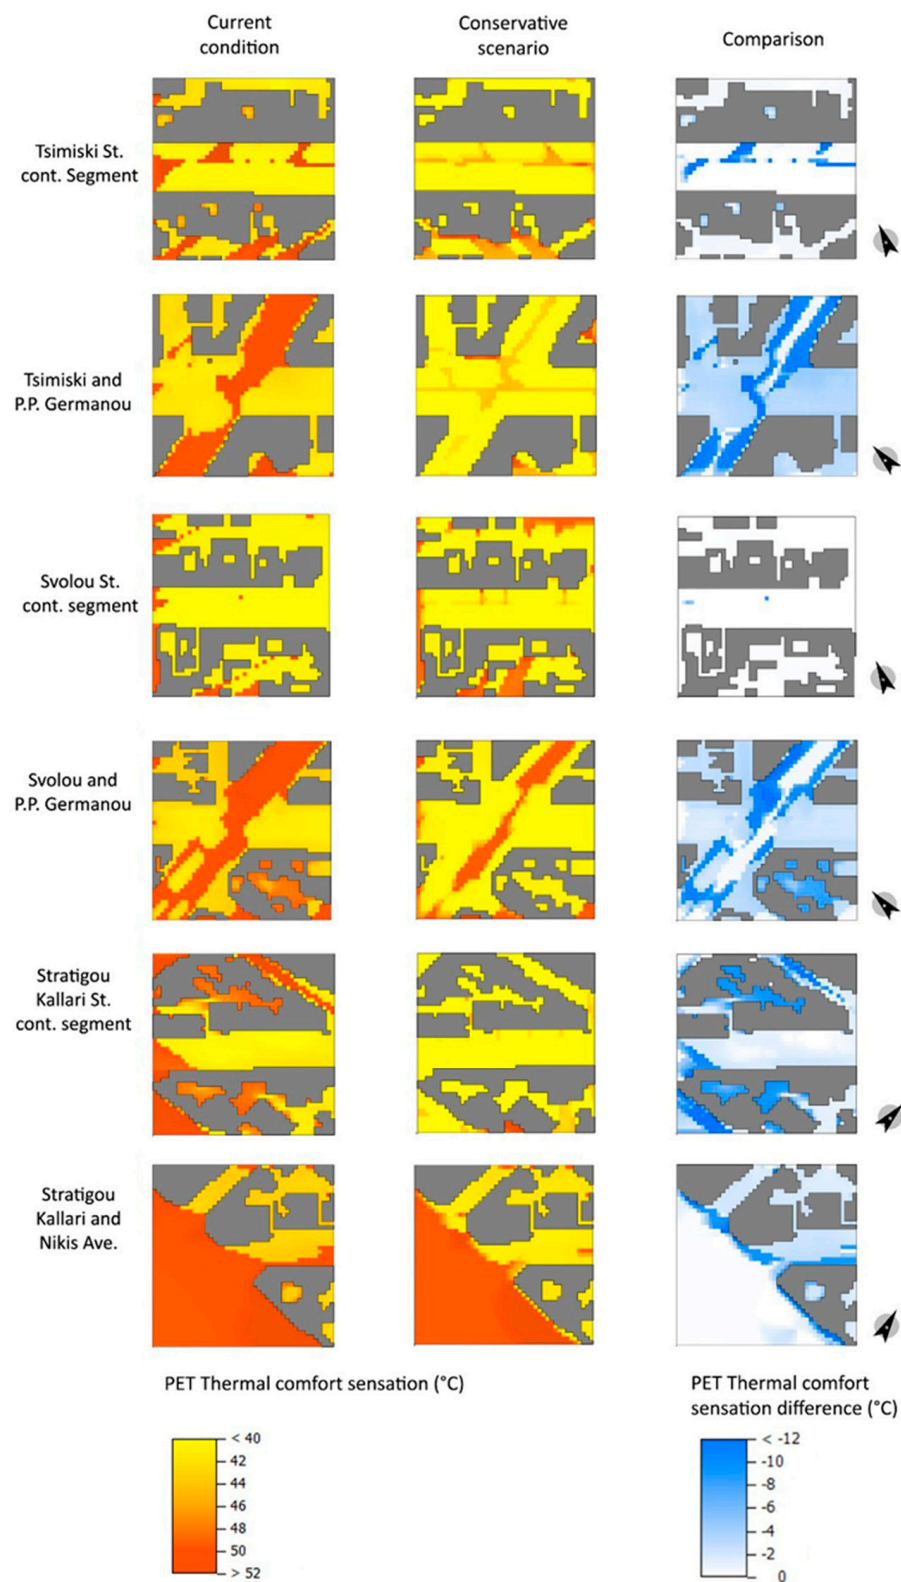 Current
condition
Conservative
scenario
Comparison
Tsimiski St.
cont. Segment
Tsimiski and
P.P. Germanou
Svolou St.
cont. segment
Svolou and
P.P. Germanou
Stratigou
Kallari St.
cont. segment
Stratigou
Kallari and
Nikis Ave.
PET Thermal comfort sensation (°C)
< 40
42
44
46
48
50
> 52
PET Thermal comfort
sensation difference (°C)
< -12
-10
-8
-6
-4
-2
0